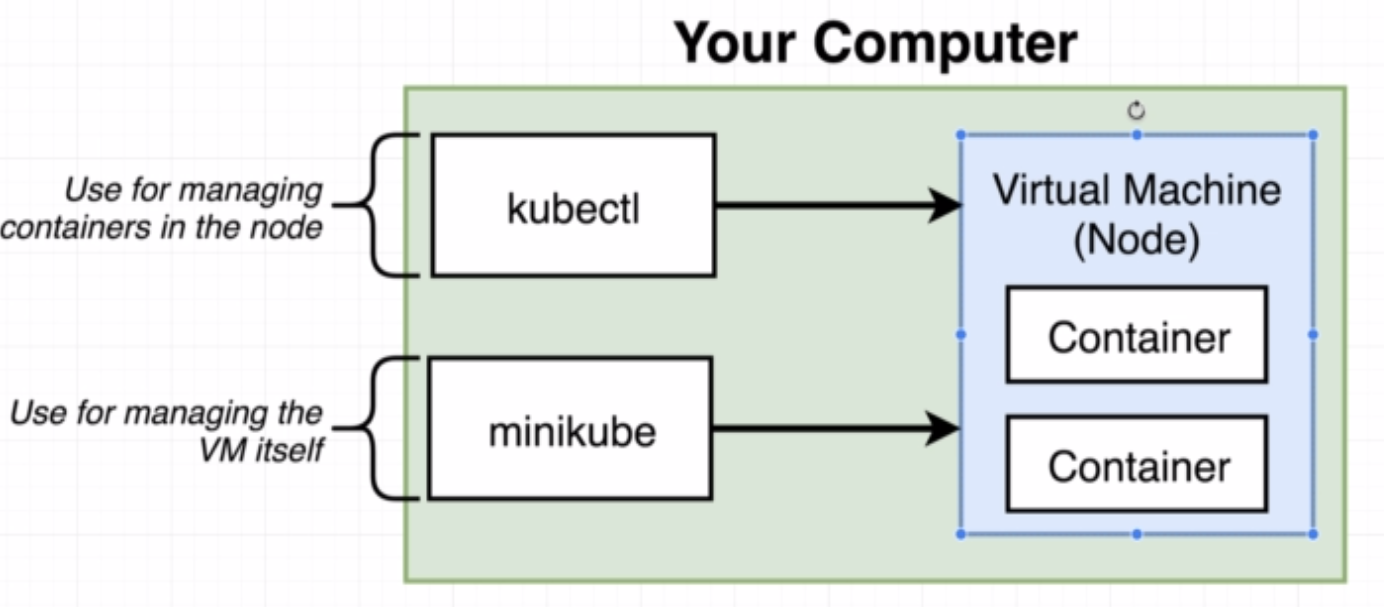 Your Computer
Use for managing
containers in the node
kubectl
Virtual Machine
(Node)
Container
Use for managing the
VM itself
minikube
Container